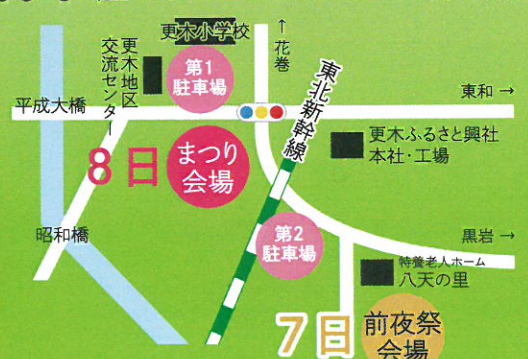 更木小学校
↑花巻
更木地区
交流センター
第1
駐車場
東北新幹線
平成大橋
東和 →
更木ふるさと興社
本社・工場
8日
まつり
会場
昭和橋
第2
駐車場
黒岩 →
特養老人ホーム
八天の里
7日
前夜祭
会場